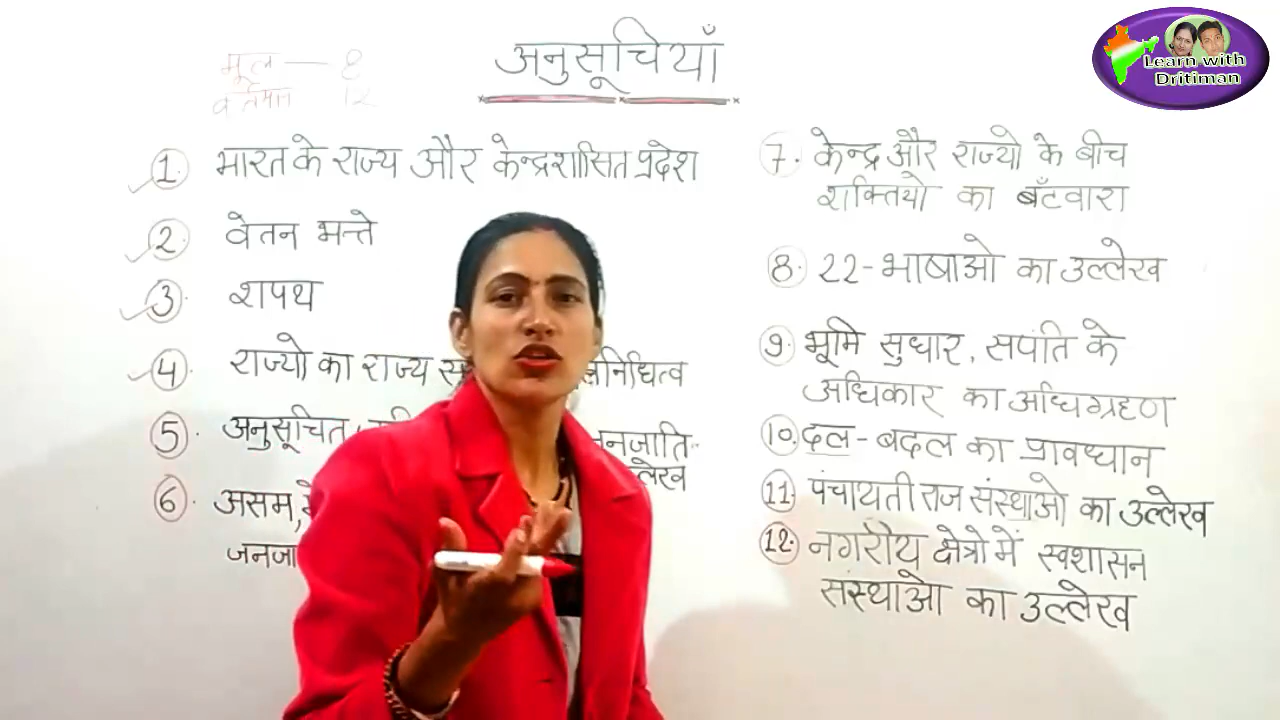 अनुसूचियाँ
मूल — 8
वर्तमान 12
Learn with
Dritiman
1. भारत के राज्य और केन्द्रशासित प्रदेश
2. वेतन भत्ते
3. शपथ
4. राज्यो का राज्य
5. अनुसूचित, जनजाति
उल्लेख
6. असम,
7. केन्द्र और राज्यो के बीच
शक्तियो का बँटवारा
8. 22-भाषाओ का उल्लेख
9. भूमि सुधार, सपंति के
अधिकार का अधिग्रहण
10. दल-बदल का प्रावधान
11. पंचायती राज संस्थाओ का उल्लेख
12. नगरीय क्षेत्रो में स्वशासन
संस्थाओ का उल्लेख